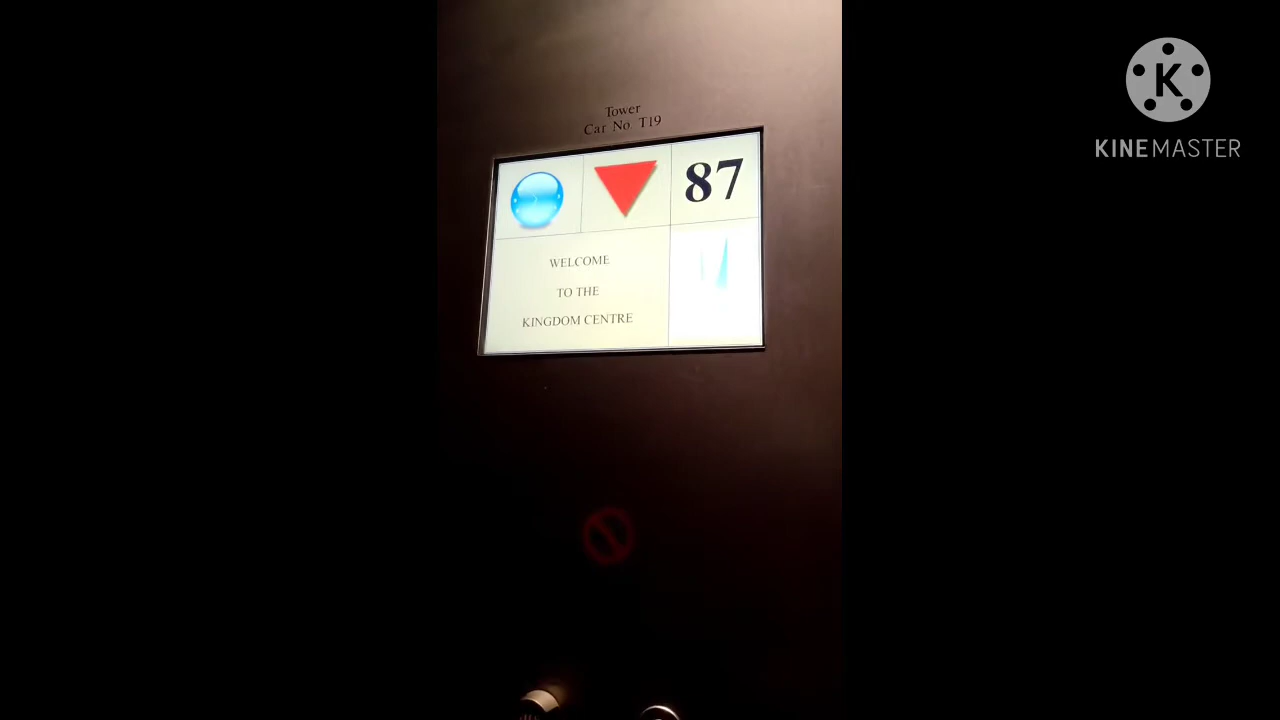 Tower
Car No T19
87
WELCOME
TO THE
KINGDOM CENTRE
K
KINEMASTER